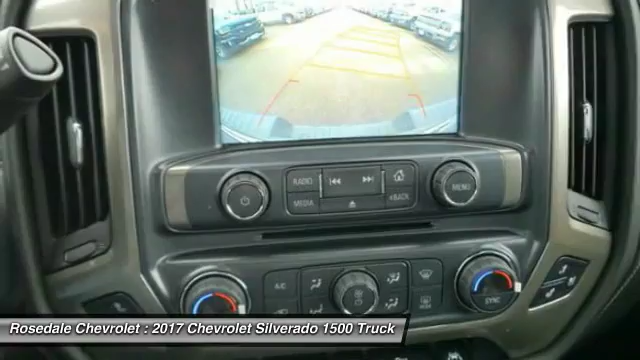 RADIO
MEDIA
<BACK
MENU
A/C
SYNC
Rosedale Chevrolet : 2017 Chevrolet Silverado 1500 Truck